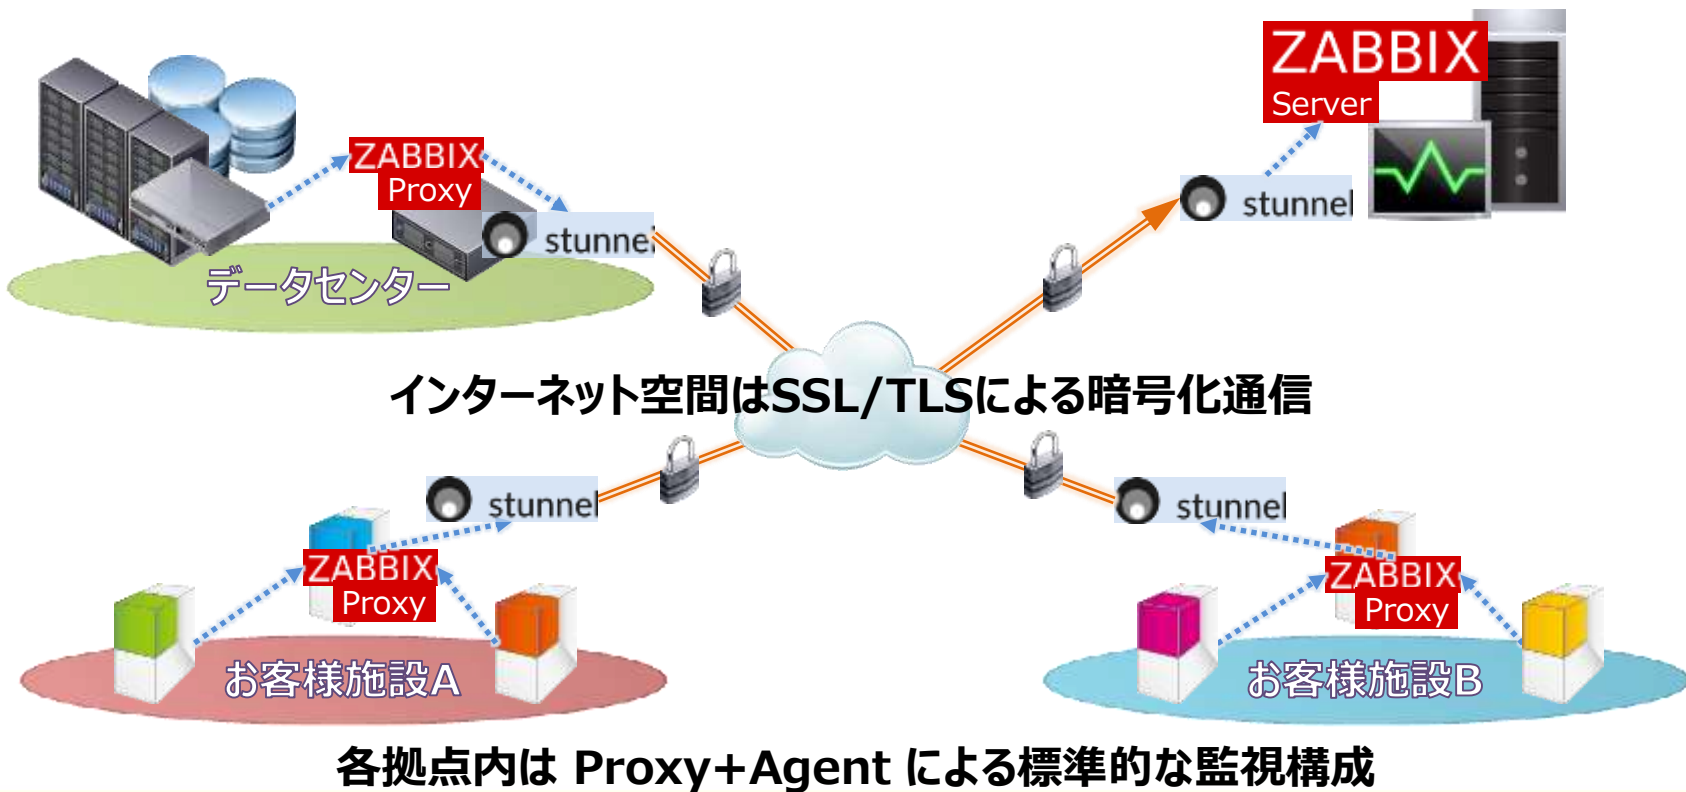 ZABBIX
Server
ZABBIX
Proxy
stunnel
stunnel
データセンター
インターネット空間はSSL/TLSによる暗号化通信
stunnel
stunnel
ZABBIX
Proxy
ZABBIX
Proxy
お客様施設A
お客様施設B
各拠点内は Proxy+Agent による標準的な監視構成